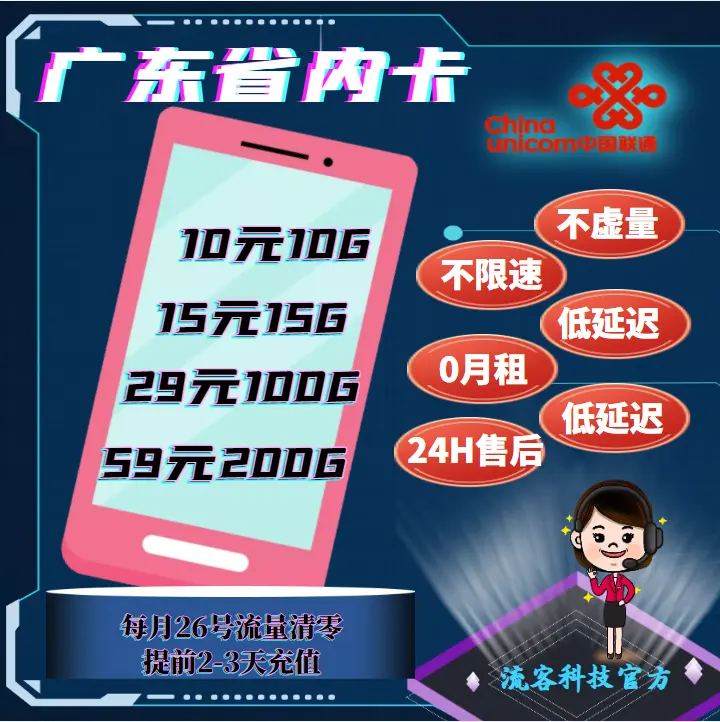 广东省内卡
China
unicom中国联通
10元10G
15元15G
29元100G
59元200G
不虚量
不限速
低延迟
0月租
低延迟
24H售后
每月26号流量清零
提前2-3天充值
流客科技官方